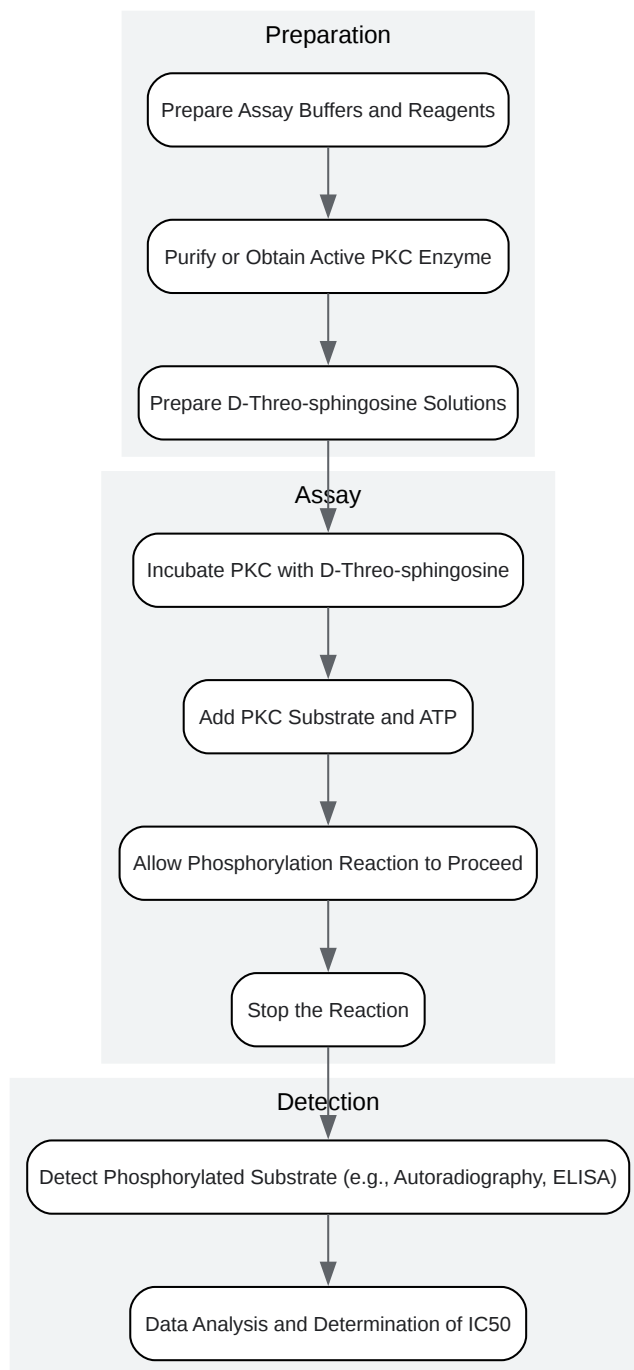 Preparation
Prepare Assay Buffers and Reagents
Purify or Obtain Active PKC Enzyme
Prepare D-Threo-sphingosine Solutions
Assay
Incubate PKC with D-Threo-sphingosine
Add PKC Substrate and ATP
Allow Phosphorylation Reaction to Proceed
Stop the Reaction
Detection
Detect Phosphorylated Substrate (e.g., Autoradiography, ELISA)
Data Analysis and Determination of IC50